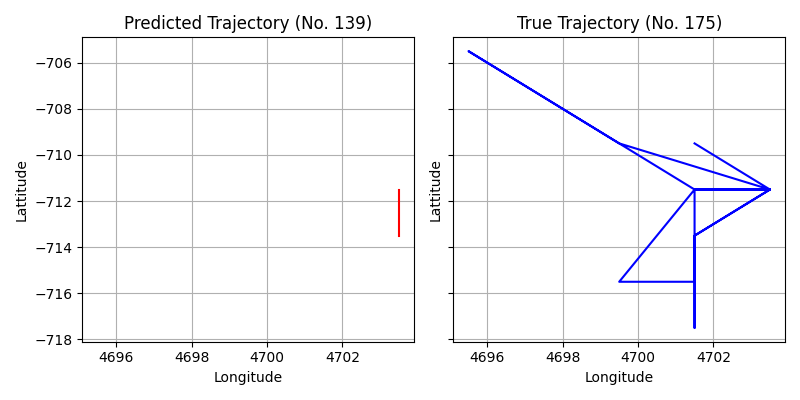 Predicted Trajectory (No. 139)
True Trajectory (No. 175)
−706
−708
−710
−712
−714
−716
−718
Lattitude
Lattitude
4696 4698 4700 4702
4696 4698 4700 4702
Longitude
Longitude